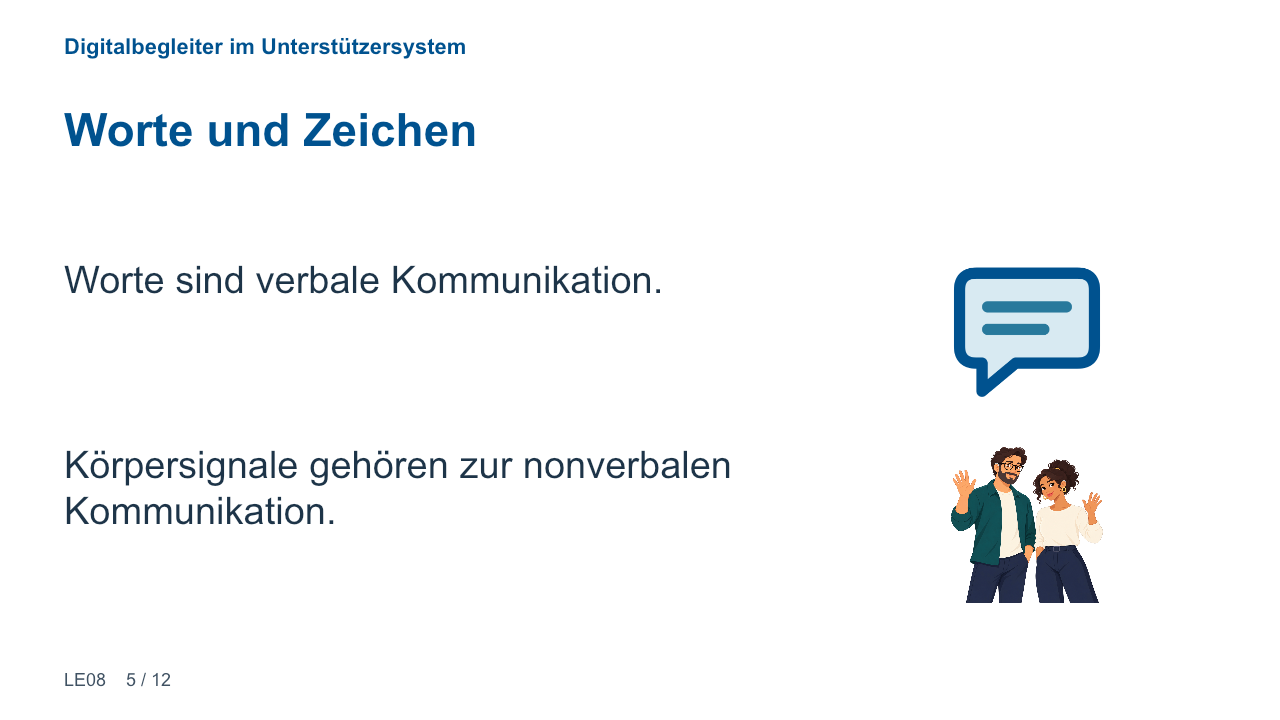 Digitalbegleiter im Unterstützersystem
Worte und Zeichen
Worte sind verbale Kommunikation.
Körpersignale gehören zur nonverbalen
Kommunikation.
LE08 5 / 12